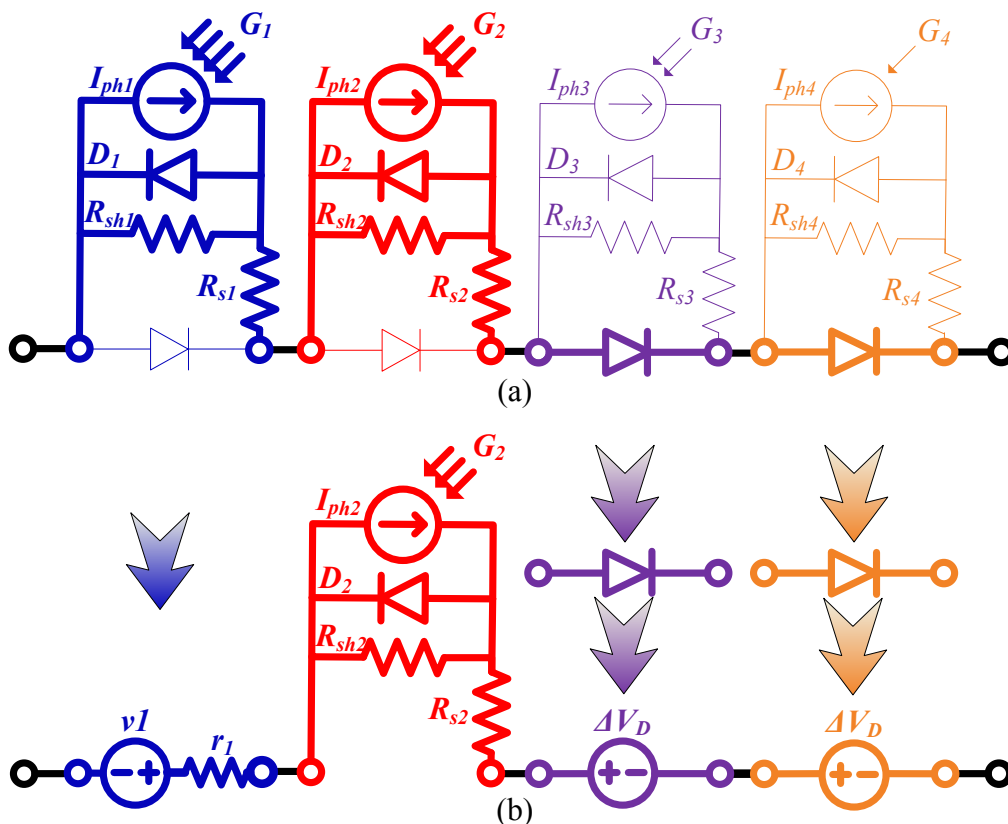 G1 G2 G3 G4
Iph1 Iph2 Iph3 Iph4
D1 D2 D3 D4
Rsh1 Rsh2 Rsh3 Rsh4
Rs1 Rs2 Rs3 Rs4
(a)
G2
Iph2
D2
Rsh2
Rs2
v1 r1 ΔVD ΔVD
(b)